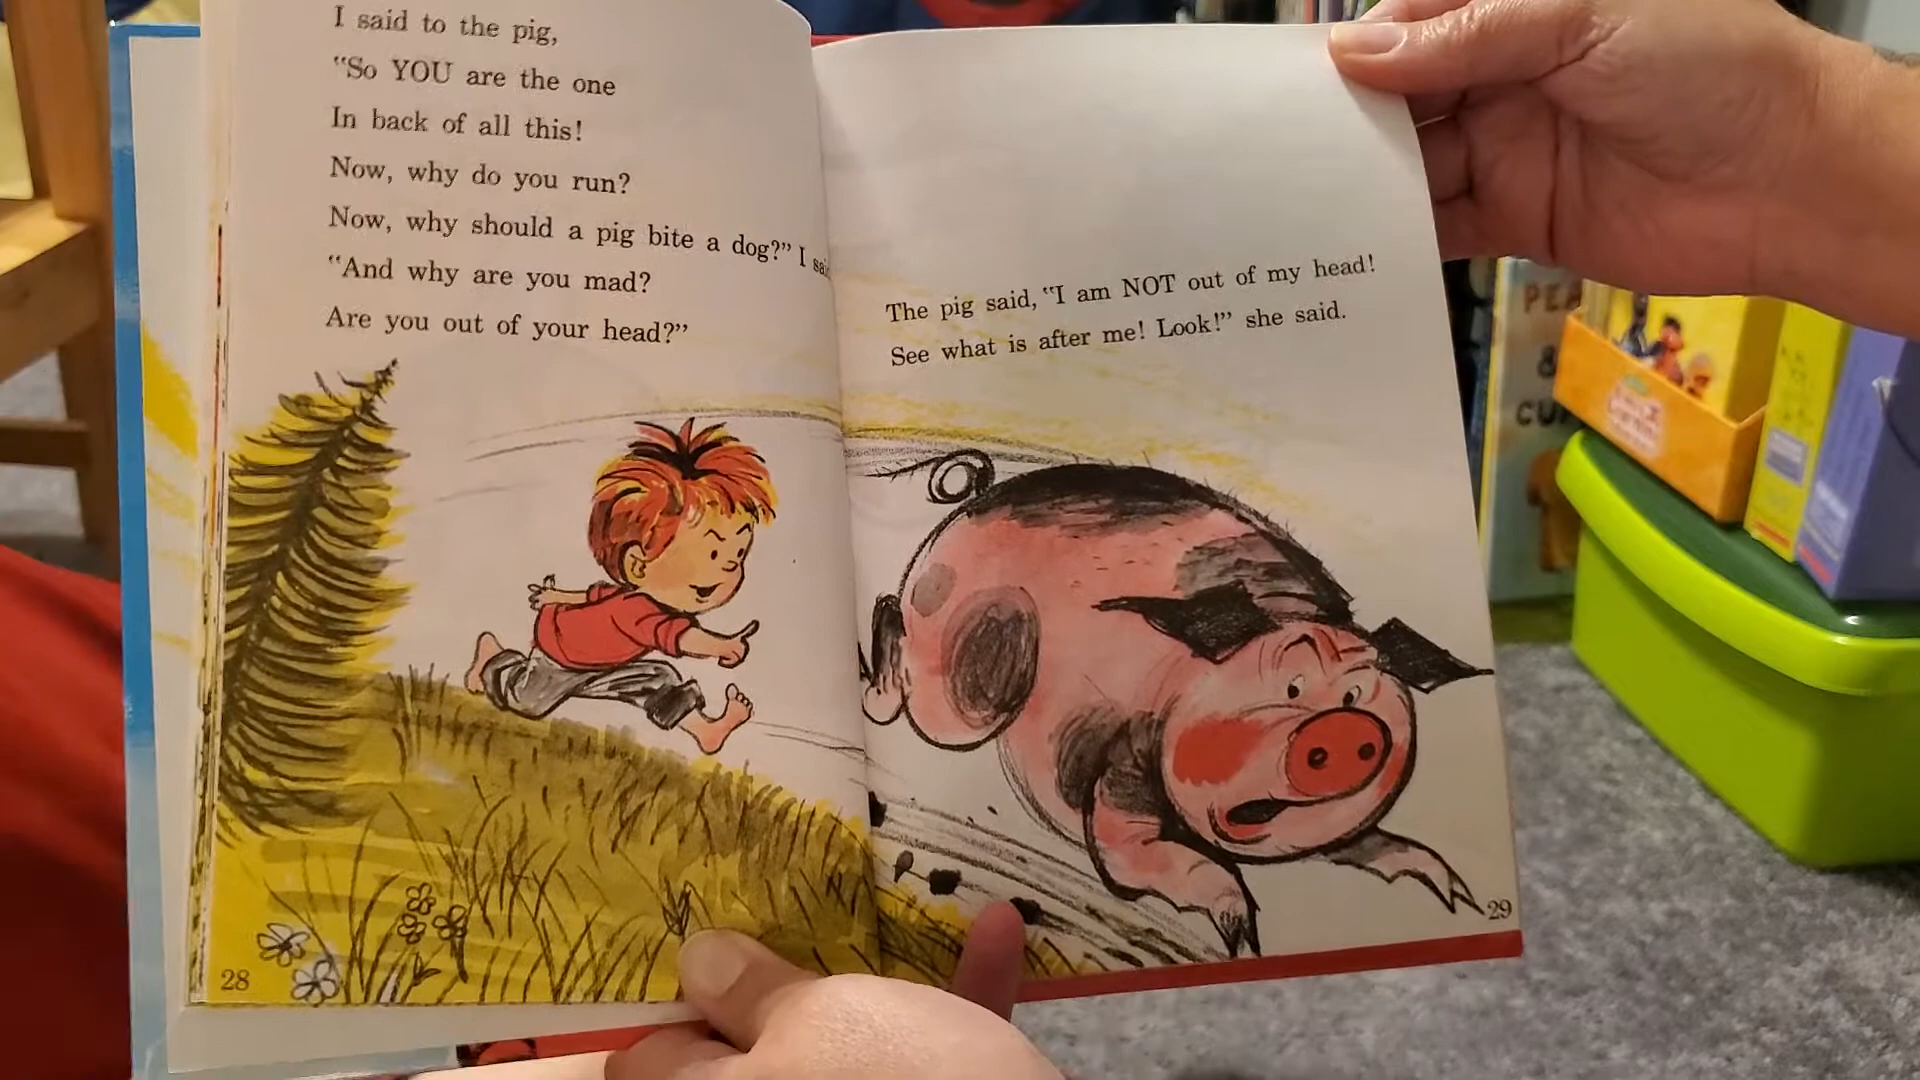 I said to the pig,
“So YOU are the one
In back of all this!
Now, why do you run?
Now, why should a pig bite a dog?” I
“And why are you mad?
Are you out of your head?”
28
The pig said, “I am NOT out of my head!
See what is after me! Look!” she said.
29
&